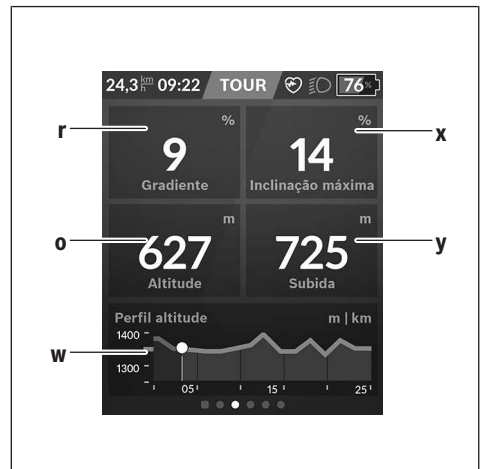 24,3 km/h 09:22 TOUR 76%
r
% %
x
9 14
Gradiente Inclinação máxima
m m
o
y
627 725
Altitude Subida
Perfil altitude m | km
1400
w
1300
05 15 25